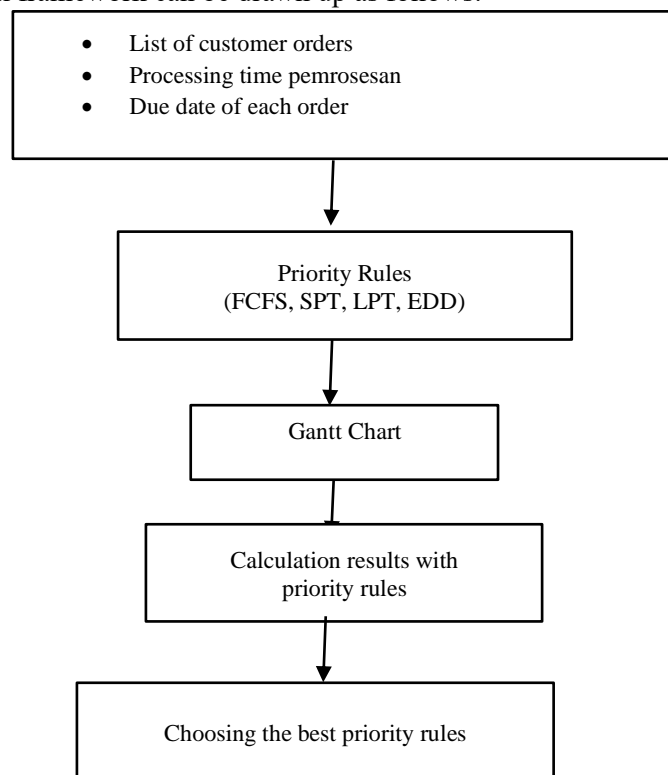 framework can be drawn up as follows:
• List of customer orders
• Processing time pemrosesan
• Due date of each order
Priority Rules
(FCFS, SPT, LPT, EDD)
Gantt Chart
Calculation results with
priority rules
Choosing the best priority rules